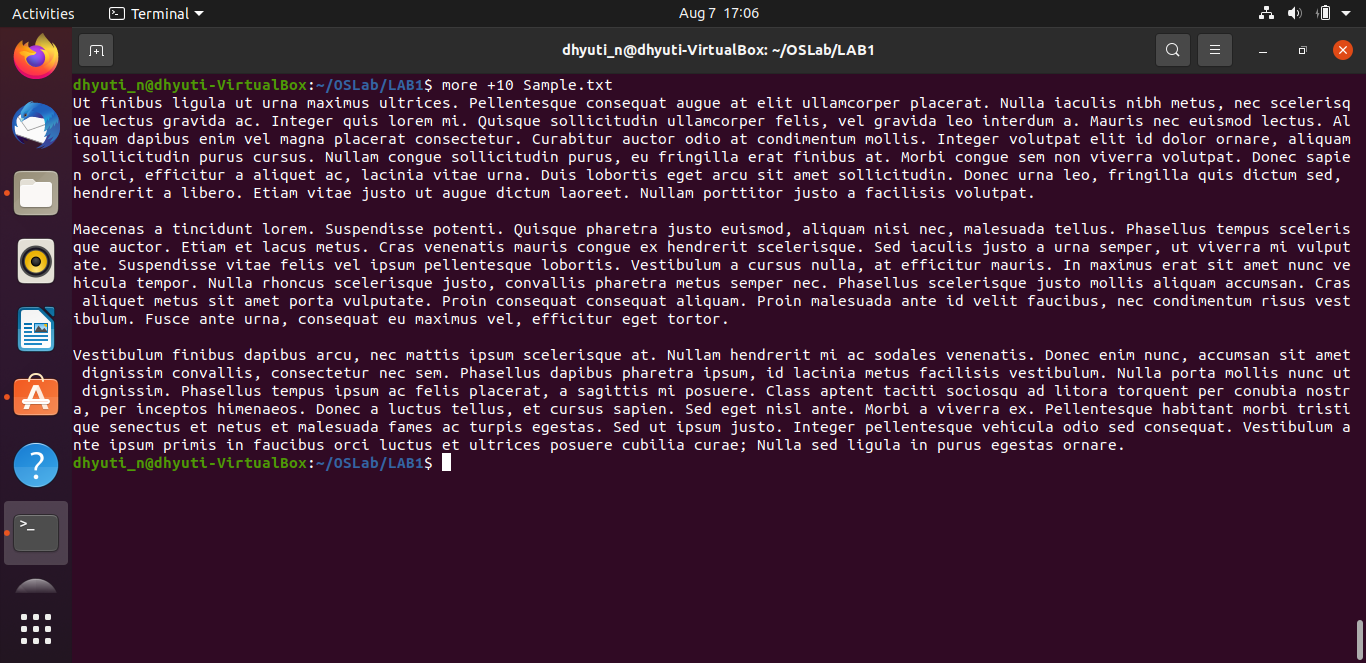 Activities Terminal Aug 7 17:06
dhyuti_n@dhyuti-VirtualBox: ~/OSLab/LAB1
dhyuti_n@dhyuti-VirtualBox:~/OSLab/LAB1$ more +10 Sample.txt
Ut finibus ligula ut urna maximus ultrices. Pellentesque consequat augue at elit ullamcorper placerat. Nulla iaculis nibh metus, nec scelerisq
ue lectus gravida ac. Integer quis lorem mi. Quisque sollicitudin ullamcorper felis, vel gravida leo interdum a. Mauris nec euismod lectus. Al
iquam dapibus enim vel magna placerat consectetur. Curabitur auctor odio at condimentum mollis. Integer volutpat elit id dolor ornare, aliquam
 sollicitudin purus cursus. Nullam congue sollicitudin purus, eu fringilla erat finibus at. Morbi congue sem non viverra volutpat. Donec sapie
n orci, efficitur a aliquet ac, lacinia vitae urna. Duis lobortis eget arcu sit amet sollicitudin. Donec urna leo, fringilla quis dictum sed,
hendrerit a libero. Etiam vitae justo ut augue dictum laoreet. Nullam porttitor justo a facilisis volutpat.
Maecenas a tincidunt lorem. Suspendisse potenti. Quisque pharetra justo euismod, aliquam nisi nec, malesuada tellus. Phasellus tempus sceleris
que auctor. Etiam et lacus metus. Cras venenatis mauris congue ex hendrerit scelerisque. Sed iaculis justo a urna semper, ut viverra mi vulput
ate. Suspendisse vitae felis vel ipsum pellentesque lobortis. Vestibulum a cursus nulla, at efficitur mauris. In maximus erat sit amet nunc ve
hicula tempor. Nulla rhoncus scelerisque justo, convallis pharetra metus semper nec. Phasellus scelerisque justo mollis aliquam accumsan. Cras
 aliquet metus sit amet porta vulputate. Proin consequat consequat aliquam. Proin malesuada ante id velit faucibus, nec condimentum risus vest
ibulum. Fusce ante urna, consequat eu maximus vel, efficitur eget tortor.
Vestibulum finibus dapibus arcu, nec mattis ipsum scelerisque at. Nullam hendrerit mi ac sodales venenatis. Donec enim nunc, accumsan sit amet
 dignissim convallis, consectetur nec sem. Phasellus dapibus pharetra ipsum, id lacinia metus facilisis vestibulum. Nulla porta mollis nunc ut
 dignissim. Phasellus tempus ipsum ac felis placerat, a sagittis mi posuere. Class aptent taciti sociosqu ad litora torquent per conubia nostr
a, per inceptos himenaeos. Donec a luctus tellus, et cursus sapien. Sed eget nisl ante. Morbi a viverra ex. Pellentesque habitant morbi tristi
que senectus et netus et malesuada fames ac turpis egestas. Sed ut ipsum justo. Integer pellentesque vehicula odio sed consequat. Vestibulum a
nte ipsum primis in faucibus orci luctus et ultrices posuere cubilia curae; Nulla sed ligula in purus egestas ornare.
dhyuti_n@dhyuti-VirtualBox:~/OSLab/LAB1$